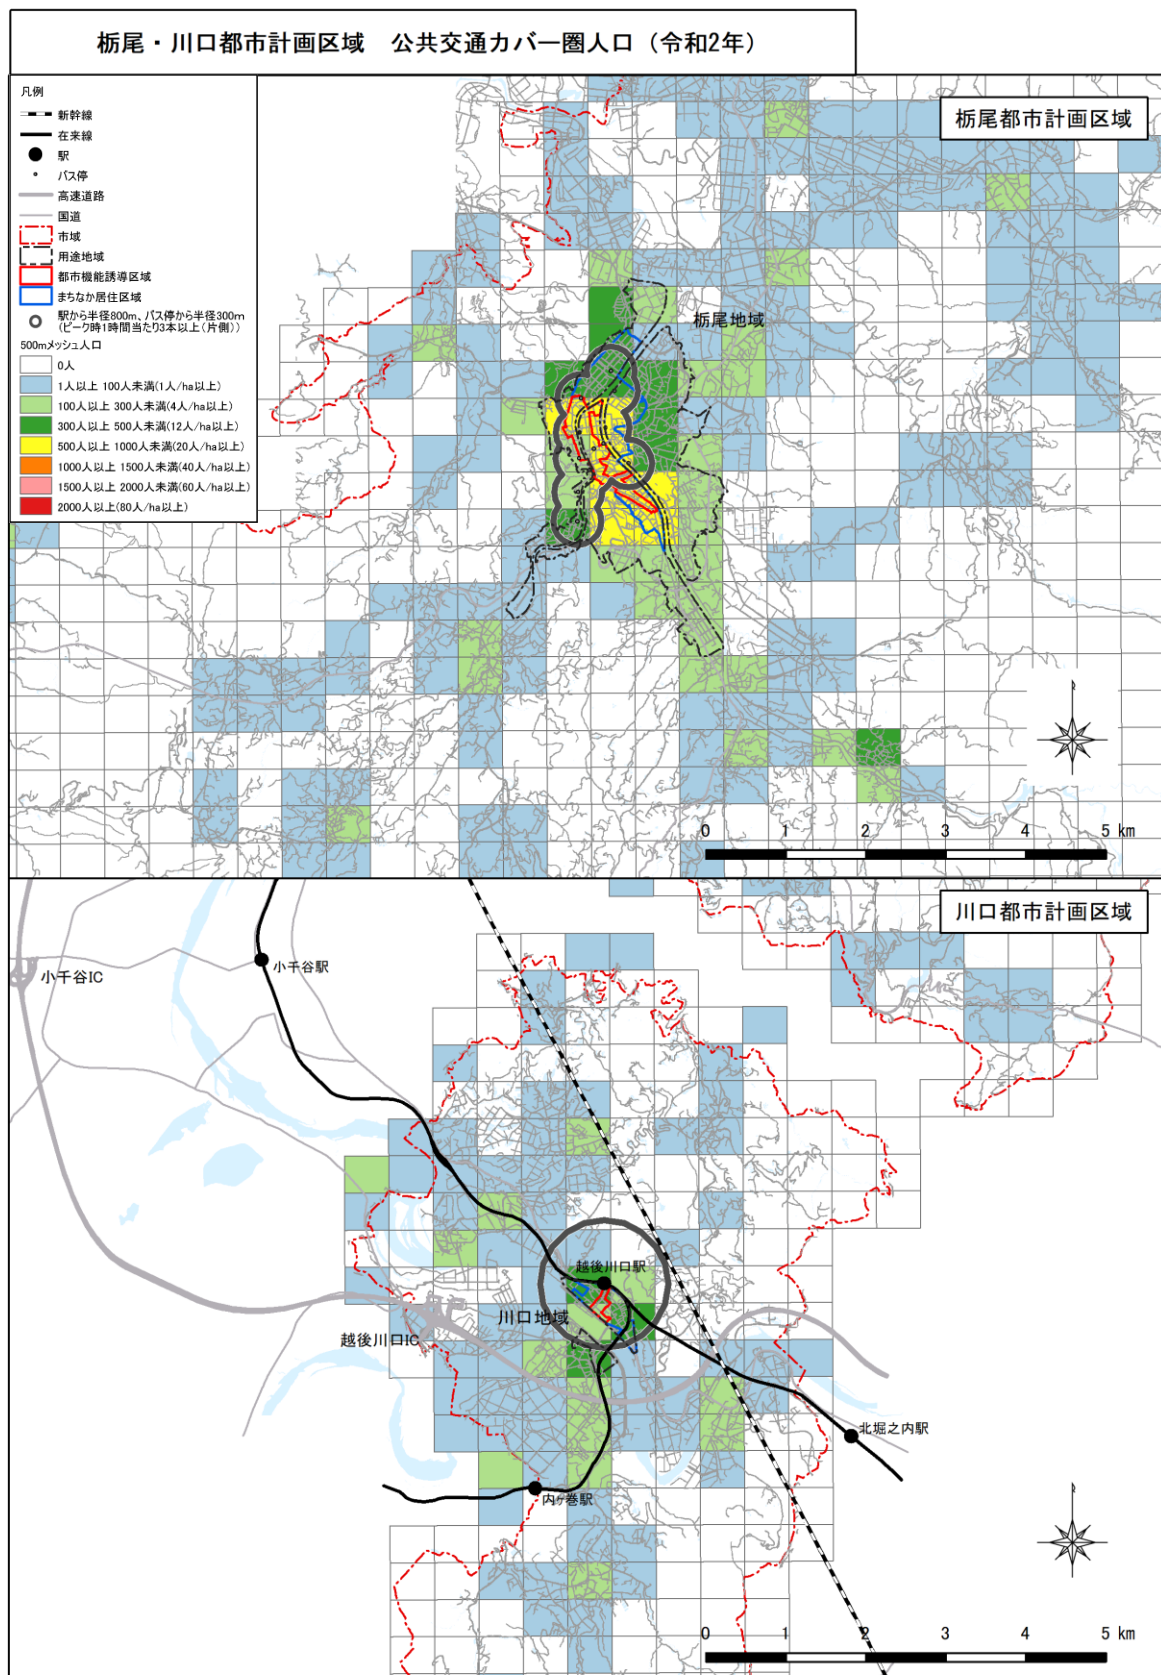 栃尾・川口都市計画区域　公共交通カバー圏人口（令和2年）
凡例
新幹線
在来線
駅
バス停
高速道路
国道
市域
用途地域
都市機能誘導区域
まちなか居住区域
駅から半径800m、バス停から半径300m
（ピーク時1時間当たり3本以上（片側））
500mメッシュ人口
0人
1人以上 100人未満(1人/ha以上)
100人以上 300人未満(4人/ha以上)
300人以上 500人未満(12人/ha以上)
500人以上 1000人未満(20人/ha以上)
1000人以上 1500人未満(40人/ha以上)
1500人以上 2000人未満(60人/ha以上)
2000人以上(80人/ha以上)
栃尾都市計画区域
栃尾地域
0 1 2 3 4 5 km
川口都市計画区域
小千谷駅
小千谷IC
越後川口駅
川口地域
越後川口IC
北堀之内駅
内ヶ巻駅
0 1 2 3 4 5 km